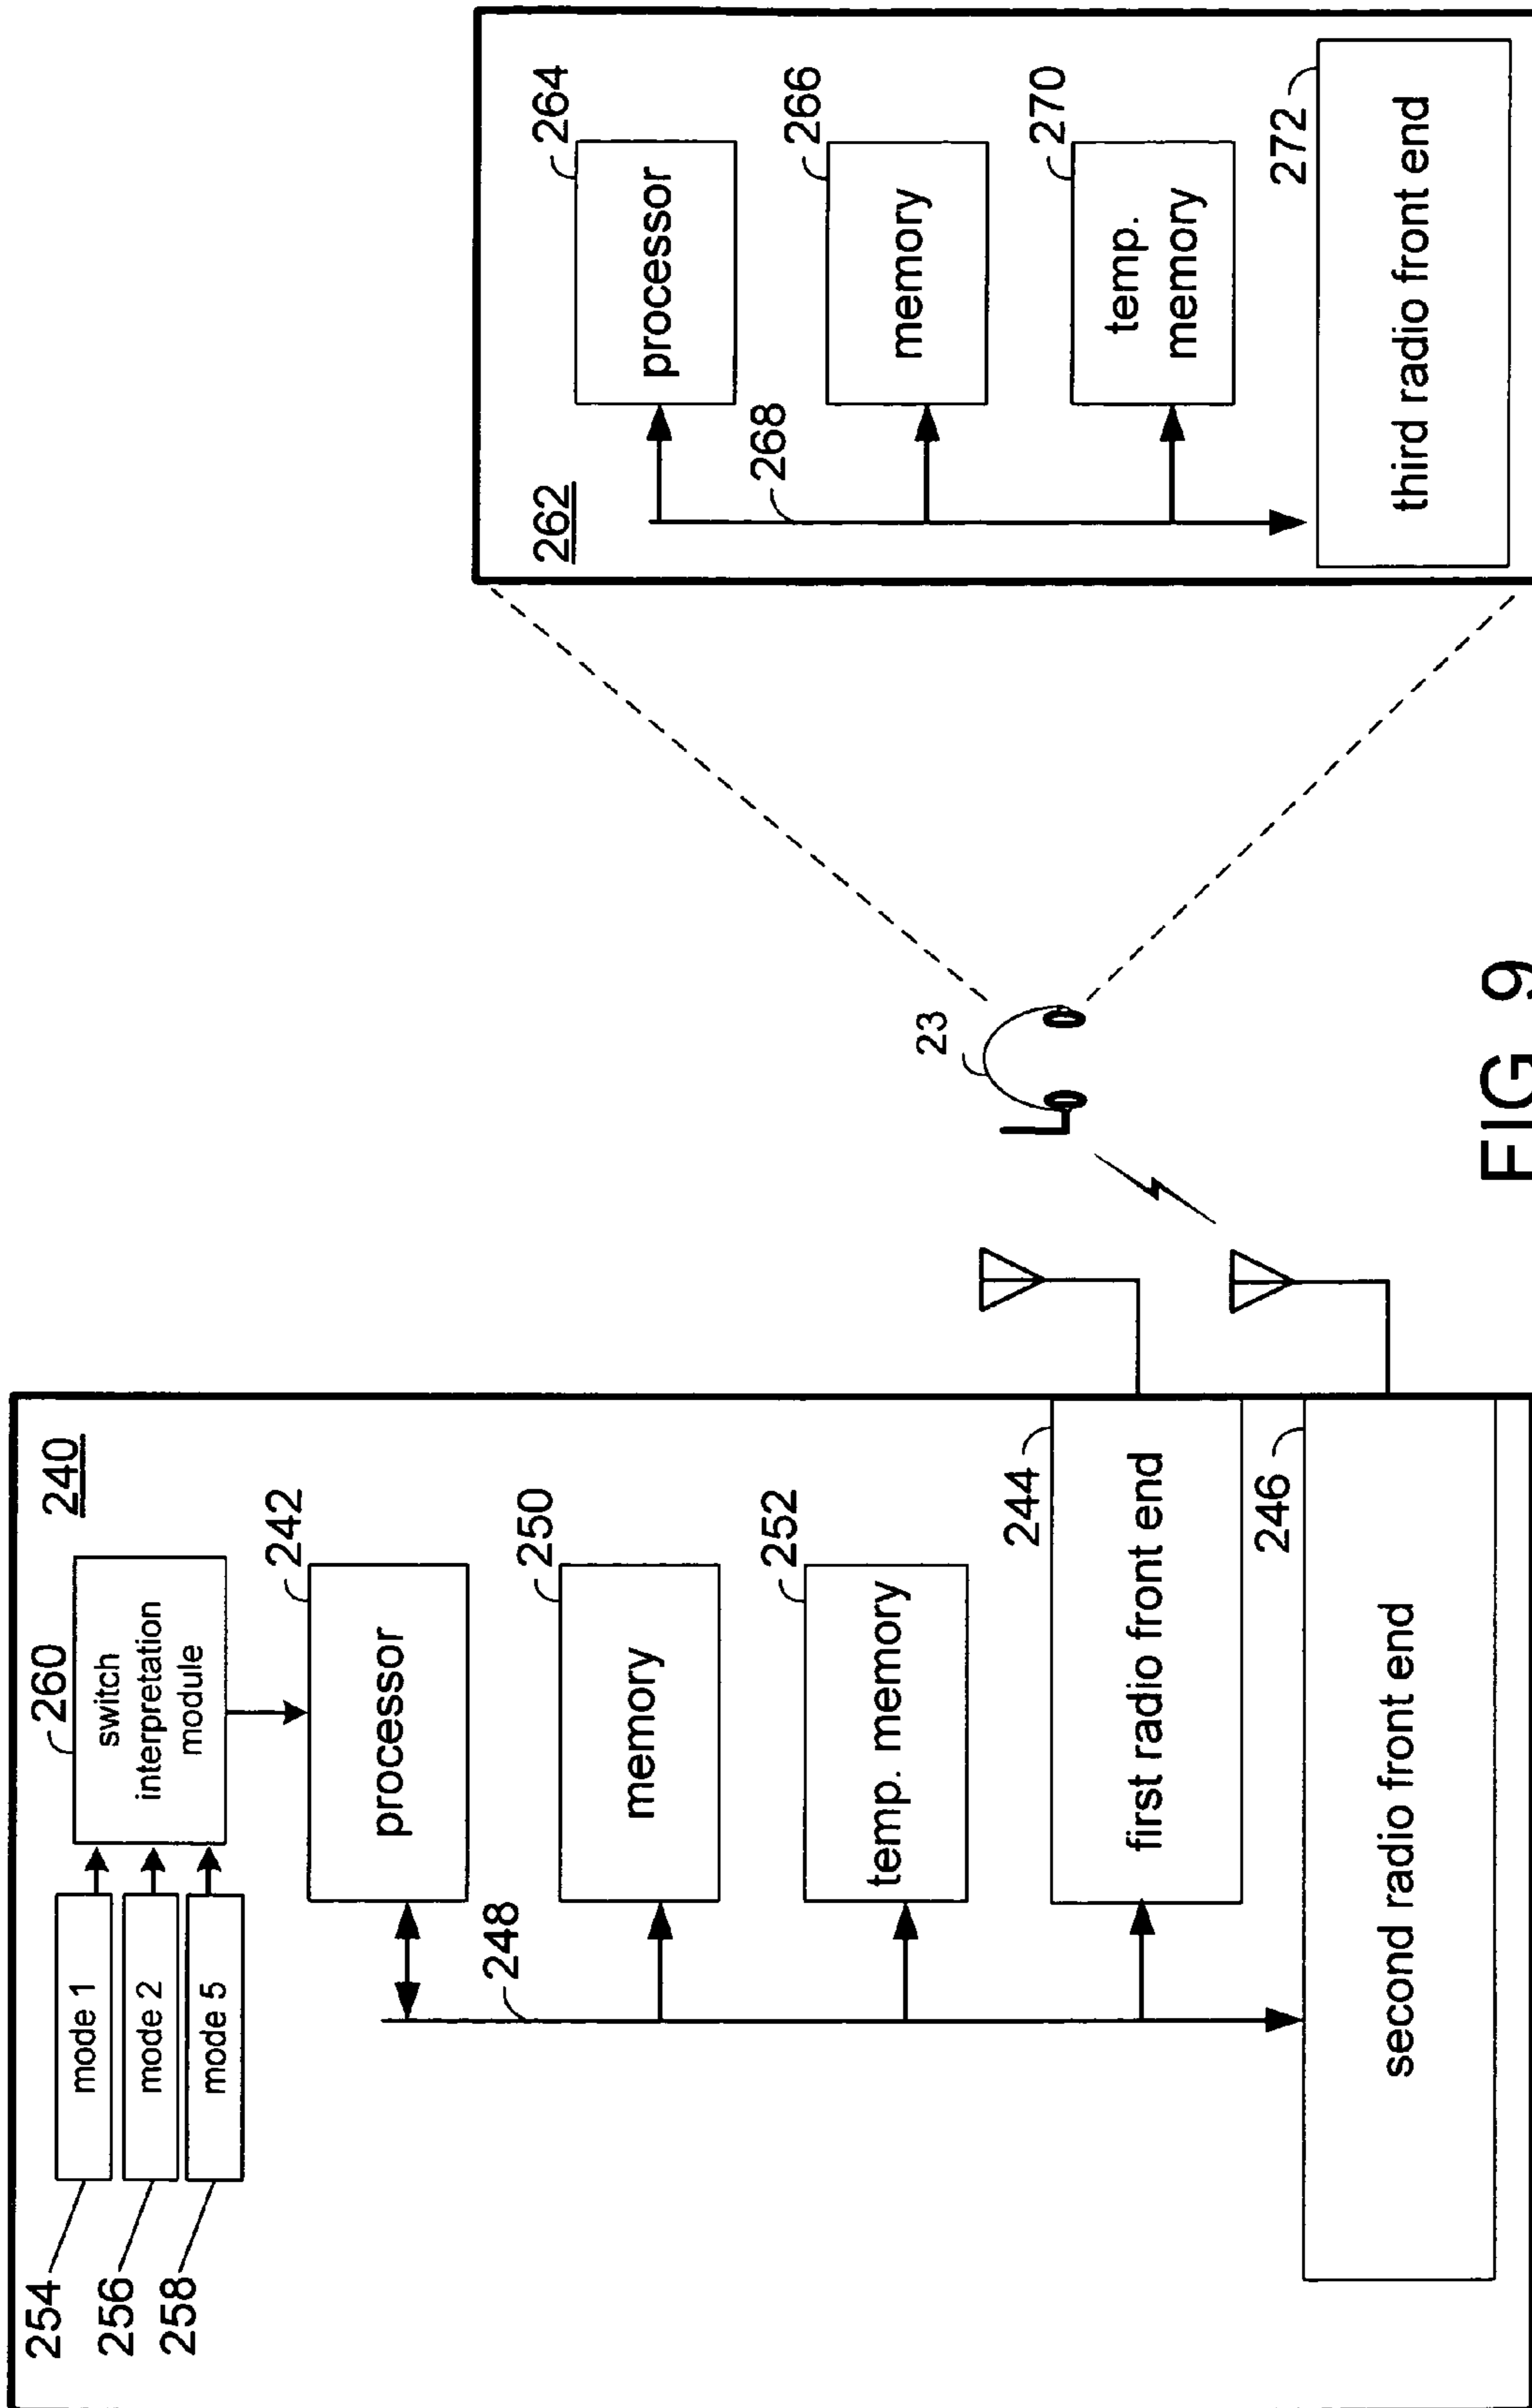 240
254
256
258
mode 1
mode 2
mode 5
260
switch
interpretation
module
242
processor
248
250
memory
252
temp. memory
244
first radio front end
246
second radio front end
23
262
264
processor
268
266
memory
270
temp.
memory
272
third radio front end
FIG 9